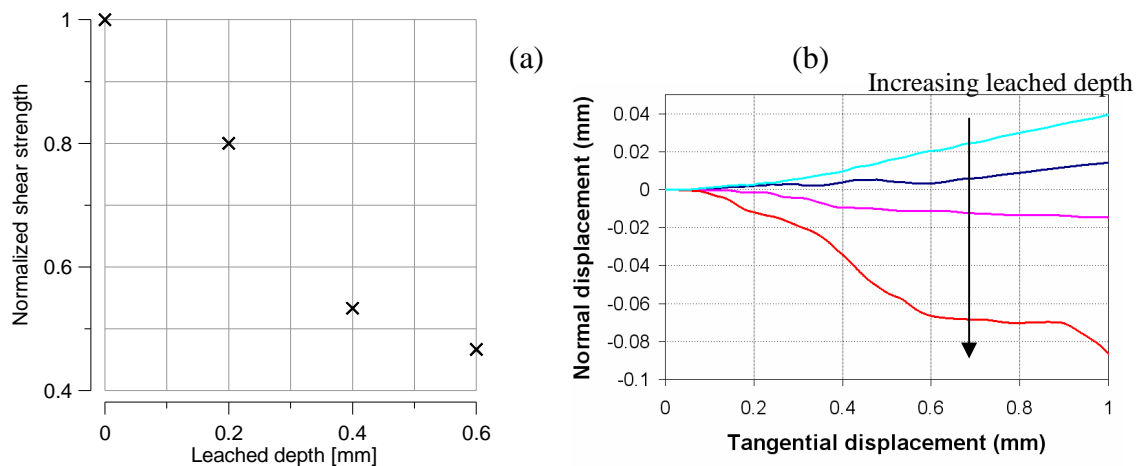 (a)
1
0.8
0.6
0.4
Normalized shear strength
0 0.2 0.4 0.6
Leached depth [mm]
(b)
Increasing leached depth
0.04
0.02
0
-0.02
-0.04
-0.06
-0.08
-0.1
Normal displacement (mm)
0 0.2 0.4 0.6 0.8 1
Tangential displacement (mm)